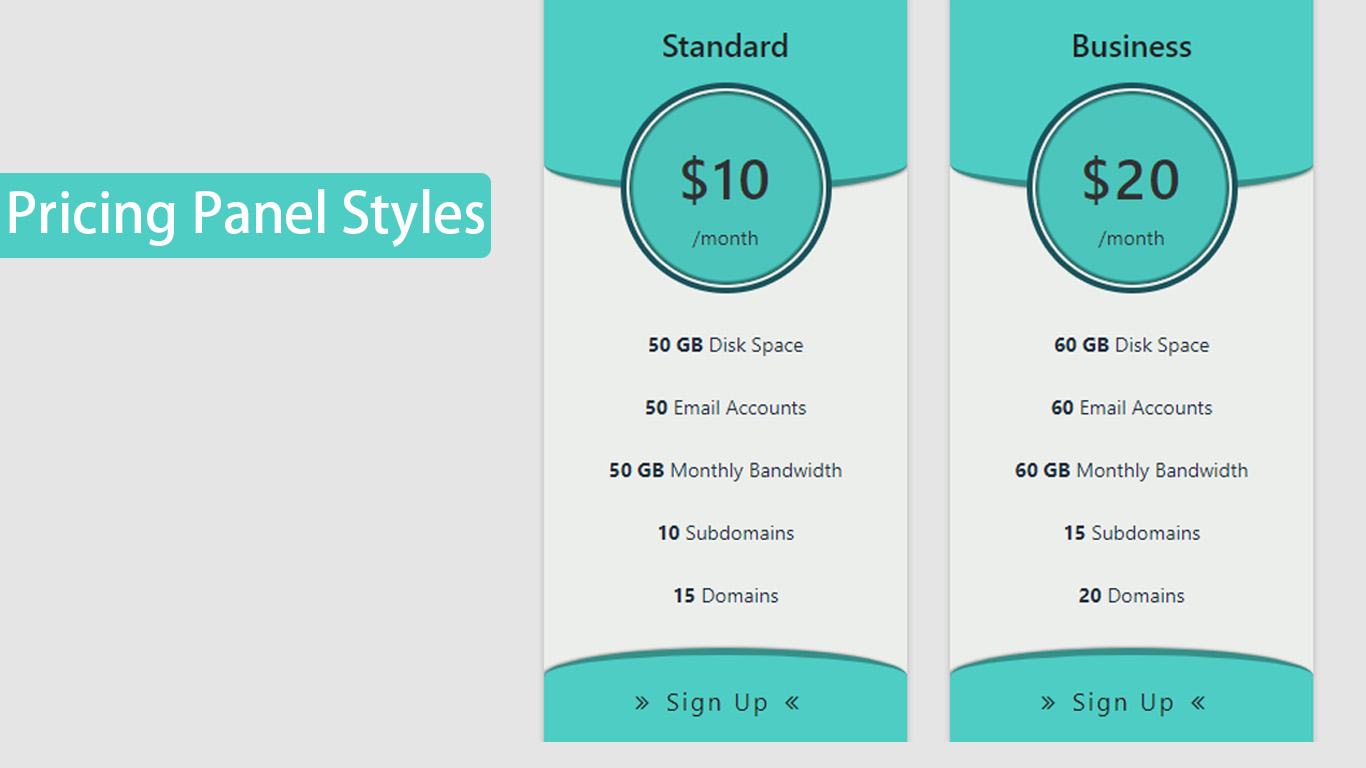 Pricing Panel Styles
Standard
$10
/month
50 GB Disk Space
50 Email Accounts
50 GB Monthly Bandwidth
10 Subdomains
15 Domains
» Sign Up «
Business
$20
/month
60 GB Disk Space
60 Email Accounts
60 GB Monthly Bandwidth
15 Subdomains
20 Domains
» Sign Up «